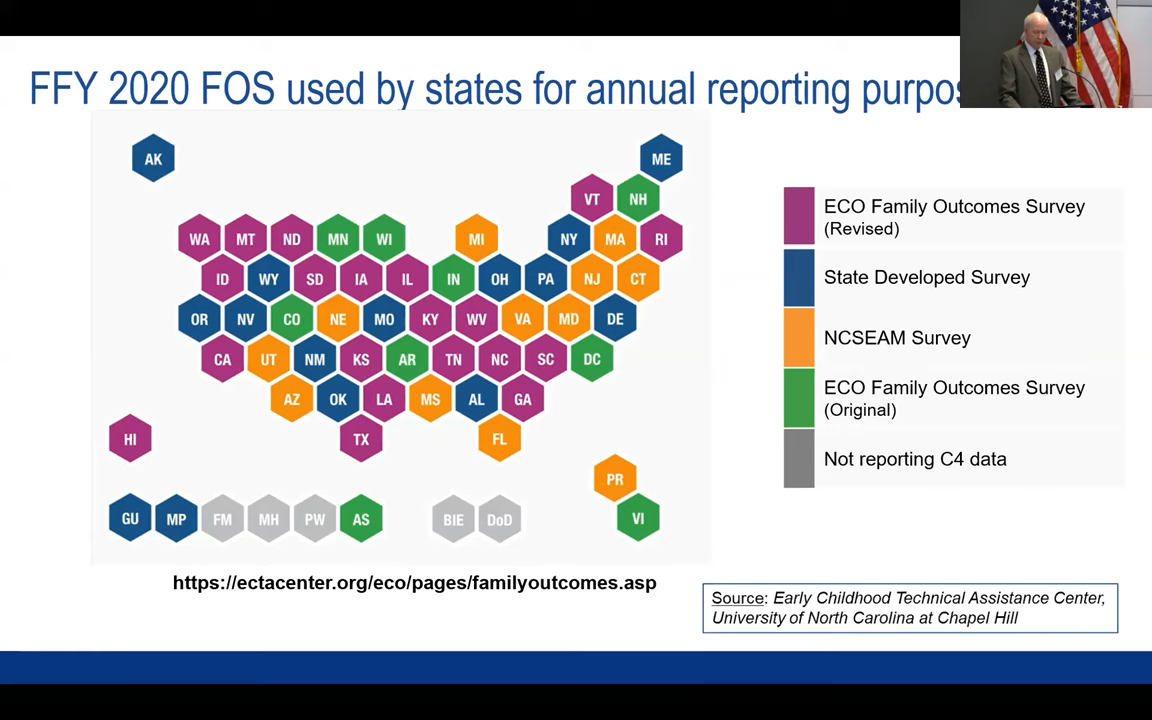 FFY 2020 FOS used by states for annual reporting
AK ME
VT NH
WA MT ND MN WI MI NY MA RI
ID WY SD IA IL IN OH PA NJ CT
OR NV CO NE MO KY WV VA MD DE
CA UT NM KS AR TN NC SC DC
AZ OK LA MS AL GA
HI TX FL
PR
GU MP FM MH PW AS BIE DoD VI
ECO Family Outcomes Survey
(Revised)
State Developed Survey
NCSEAM Survey
ECO Family Outcomes Survey
(Original)
Not reporting C4 data
https://ectacenter.org/eco/pages/familyoutcomes.asp
Source: Early Childhood Technical Assistance Center,
University of North Carolina at Chapel Hill